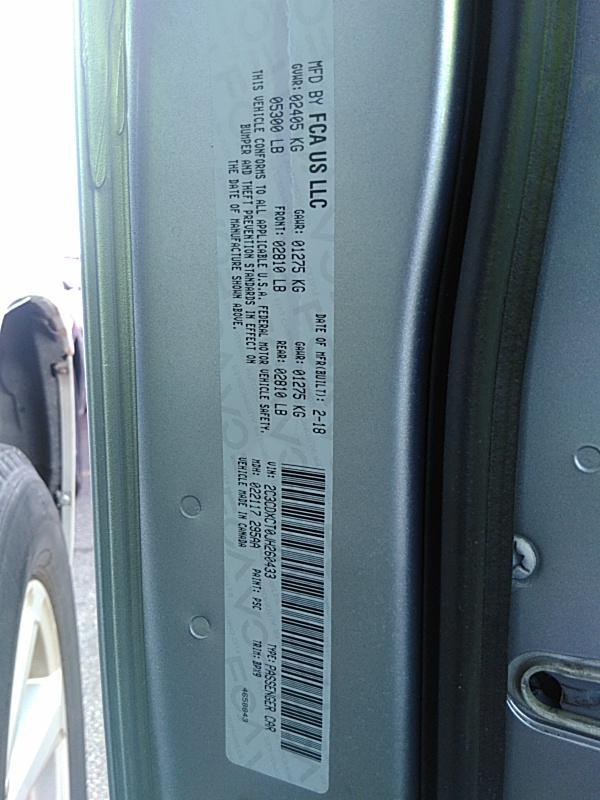 MFD BY FCA US LLC
DATE OF MFR(BUILT): 2-18
GVWR: 02405 KG
GAWR: 01275 KG
GAWR: 01275 KG
05300 LB
FRONT: 02810 LB
REAR: 02810 LB
THIS VEHICLE CONFORMS TO ALL APPLICABLE U.S.A. FEDERAL MOTOR VEHICLE SAFETY,
BUMPER AND THEFT PREVENTION STANDARDS IN EFFECT ON
THE DATE OF MANUFACTURE SHOWN ABOVE.
VIN: 2C3CDXCT0JH260433
TYPE: PASSENGER CAR
MDH: 022117 295AA
PAINT: PSC
TRIM: BPX9
VEHICLE MADE IN CANADA
4658043